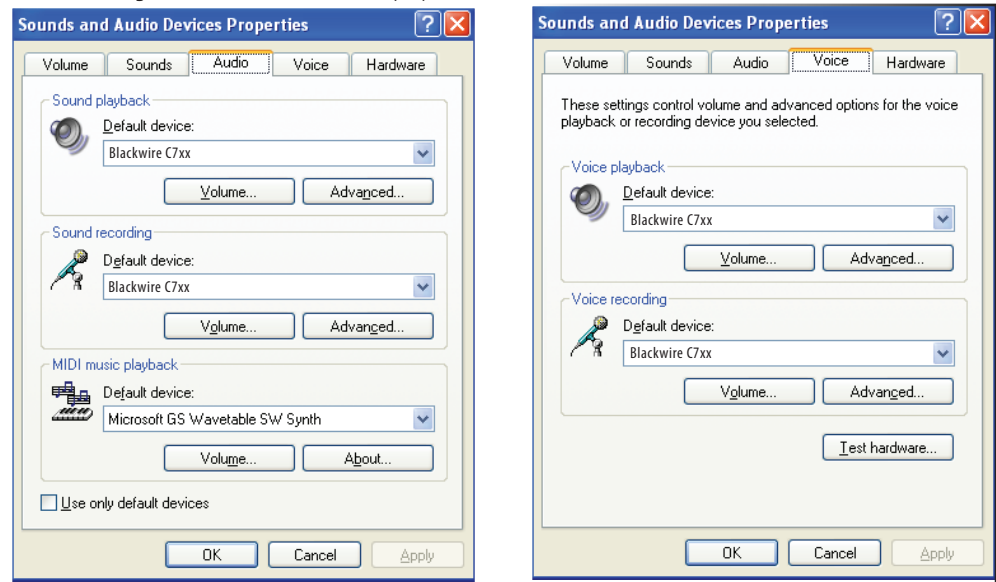 Sounds and Audio Devices Properties
Volume Sounds Audio Voice Hardware
Sound playback
Default device:
Blackwire C7xx
Volume... Advanced...
Sound recording
Default device:
Blackwire C7xx
Volume... Advanced...
MIDI music playback
Default device:
Microsoft GS Wavetable SW Synth
Volume... About...
Use only default devices
OK Cancel Apply
Sounds and Audio Devices Properties
Volume Sounds Audio Voice Hardware
These settings control volume and advanced options for the voice
playback or recording device you selected.
Voice playback
Default device:
Blackwire C7xx
Volume... Advanced...
Voice recording
Default device:
Blackwire C7xx
Volume... Advanced...
Test hardware...
OK Cancel Apply